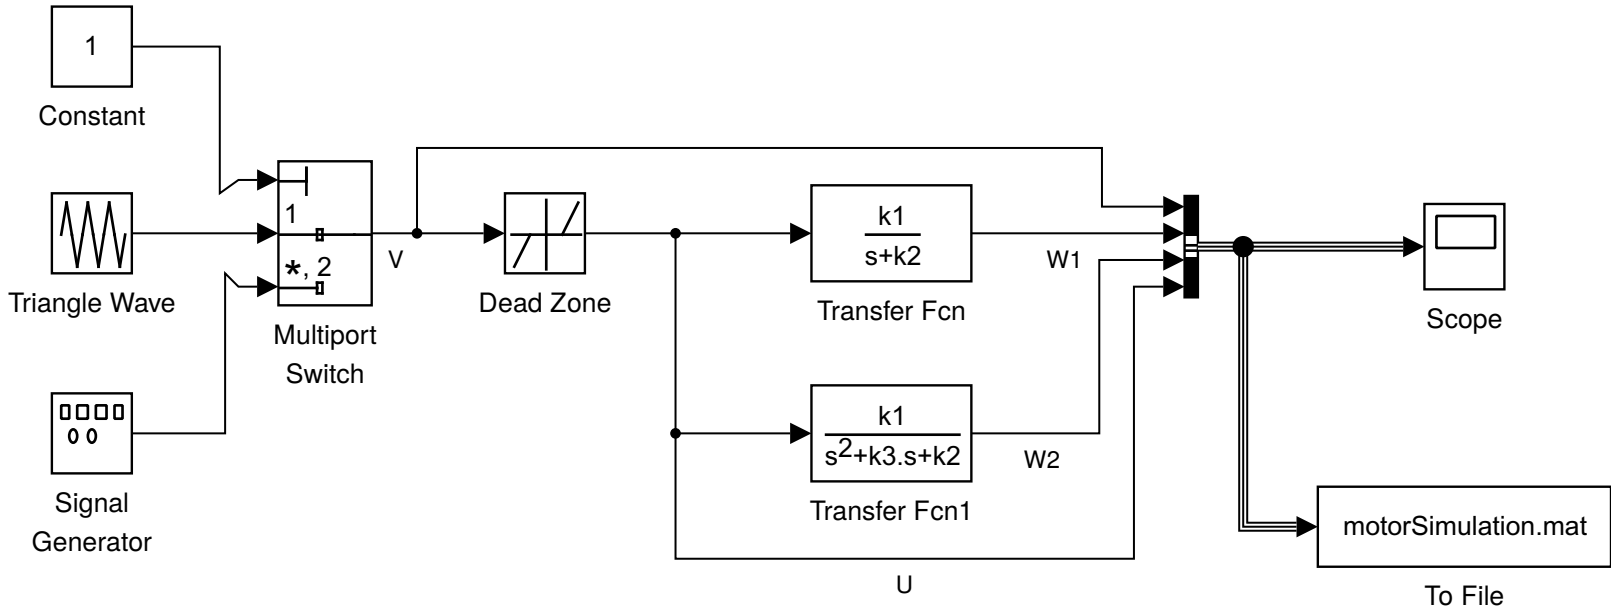 1
Constant
Triangle Wave
Signal
Generator
1
*, 2
Multiport
Switch
V
Dead Zone
k1
s+k2
Transfer Fcn
W1
k1
s2+k3.s+k2
Transfer Fcn1
W2
U
Scope
motorSimulation.mat
To File